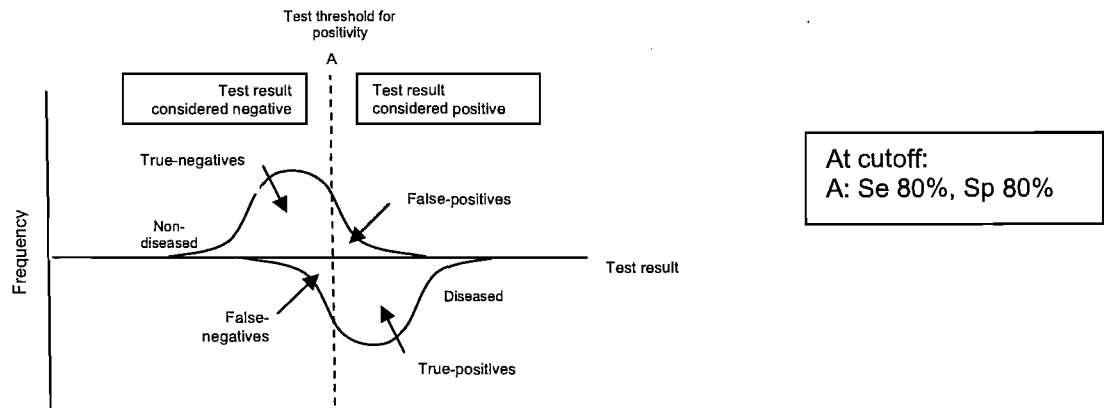 Test threshold for
positivity
A
Test result
considered negative
Test result
considered positive
True-negatives
False-positives
Non-
diseased
Frequency
Test result
Diseased
False-
negatives
True-positives
At cutoff:
A: Se 80%, Sp 80%